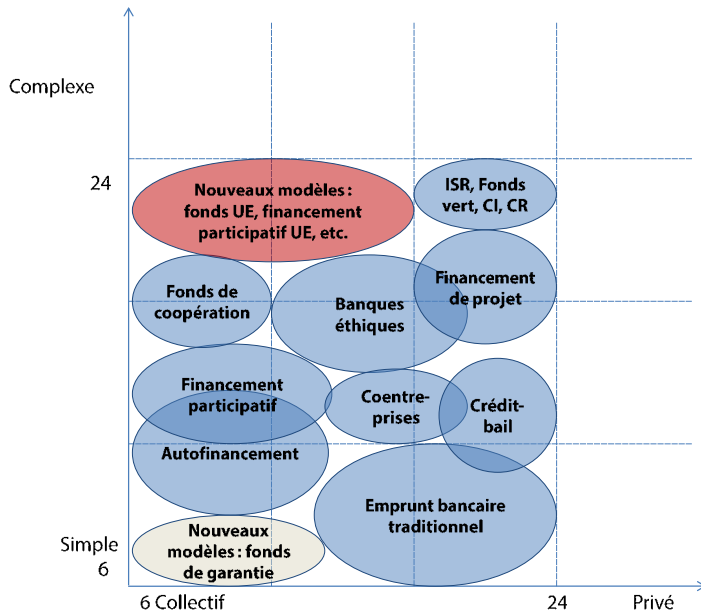 Complexe
24
Nouveaux modèles :
fonds UE, financement
participatif UE, etc.
ISR, Fonds
vert, CI, CR
Fonds de
coopération
Banques
éthiques
Financement
de projet
Financement
participatif
Coentre-
prises
Crédit-
bail
Autofinancement
Emprunt bancaire
traditionnel
Nouveaux
modèles : fonds
de garantie
Simple
6
6 Collectif
24
Privé